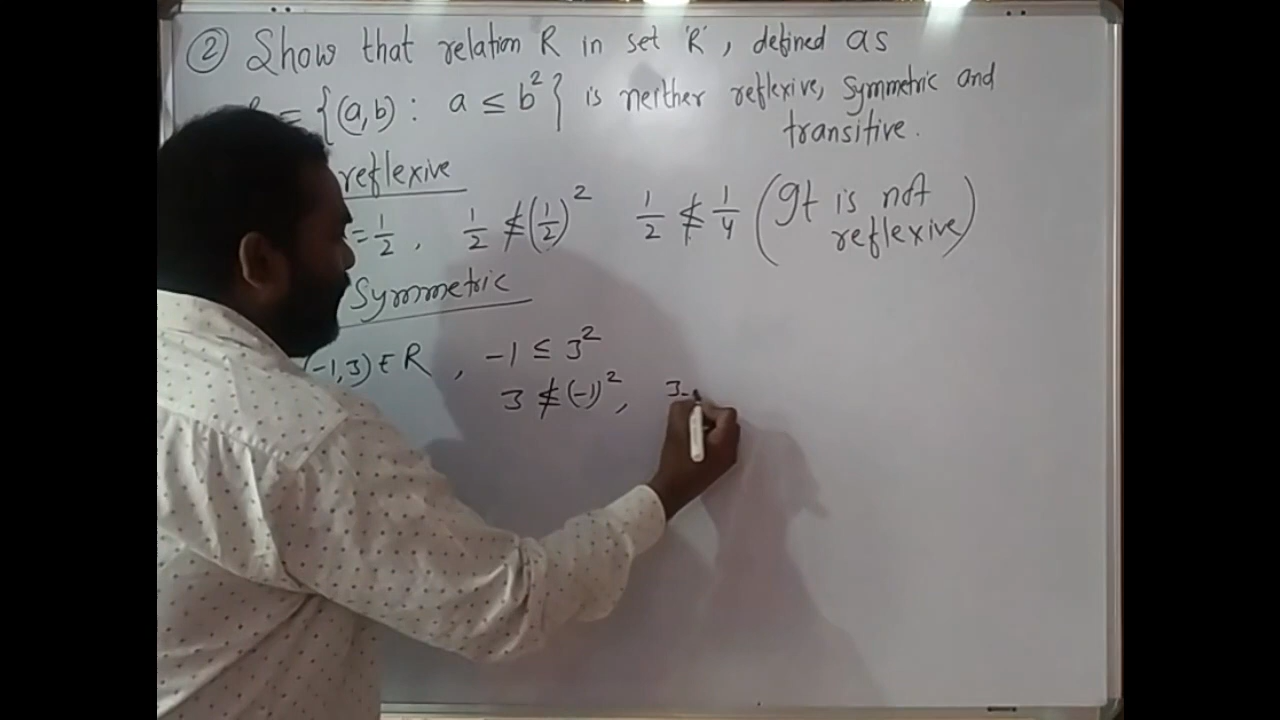 ② Show that relation R in set 'R', defined as
= {(a,b) : a ≤ b²} is neither reflexive, symmetric and
transitive.
reflexive
= 1/2 , 1/2 ≰ (1/2)² 1/2 ≰ 1/4 (It is not
reflexive)
Symmetric
(-1,3) ∈ R , -1 ≤ 3²
3 ≰ (-1)² , 3